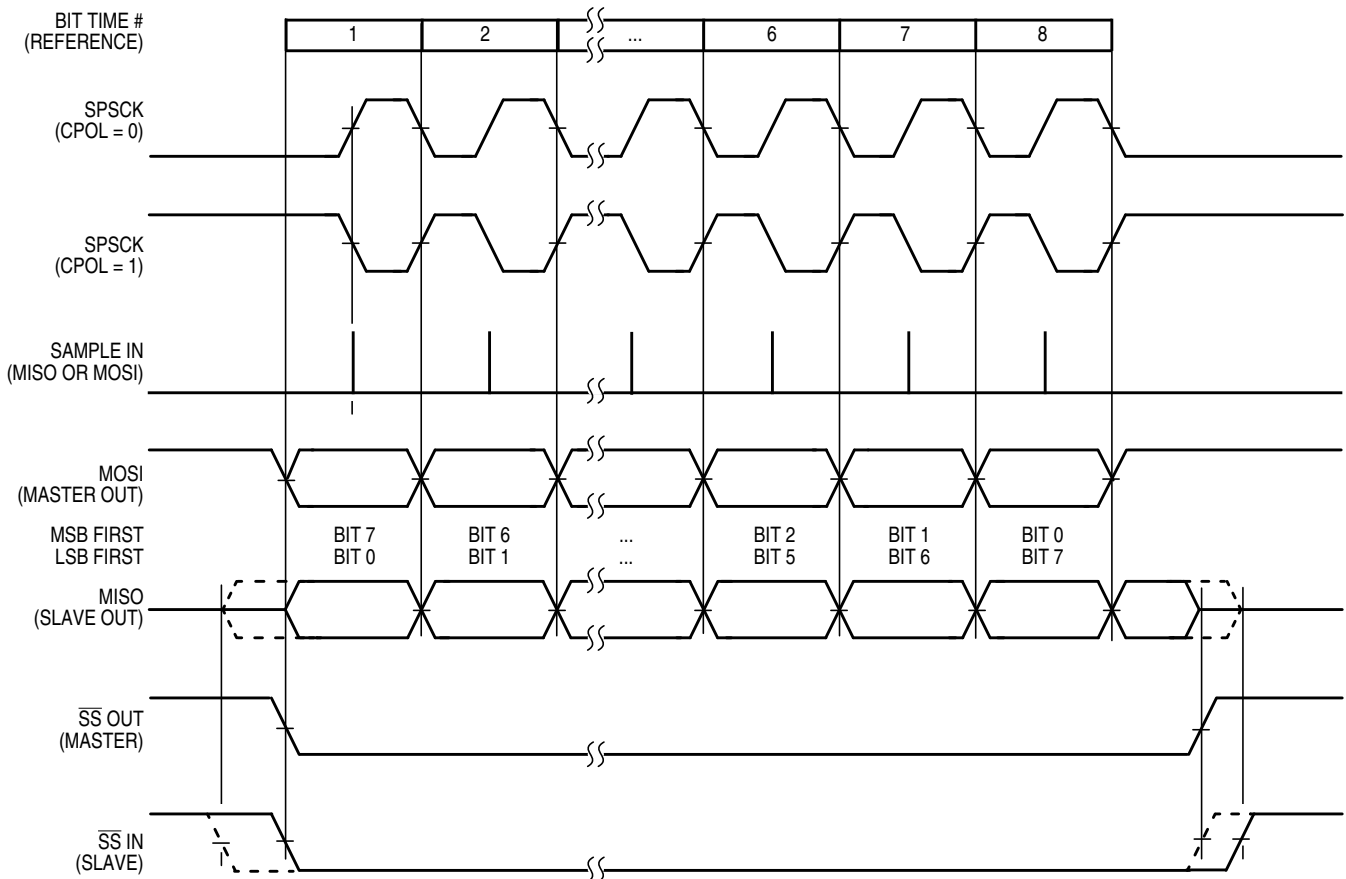 BIT TIME #
(REFERENCE)
1 2 ... 6 7 8
SPSCK
(CPOL = 0)
SPSCK
(CPOL = 1)
SAMPLE IN
(MISO OR MOSI)
MOSI
(MASTER OUT)
MSB FIRST BIT 7 BIT 6 ... BIT 2 BIT 1 BIT 0
LSB FIRST BIT 0 BIT 1 ... BIT 5 BIT 6 BIT 7
MISO
(SLAVE OUT)
S̅S̅ OUT
(MASTER)
S̅S̅ IN
(SLAVE)